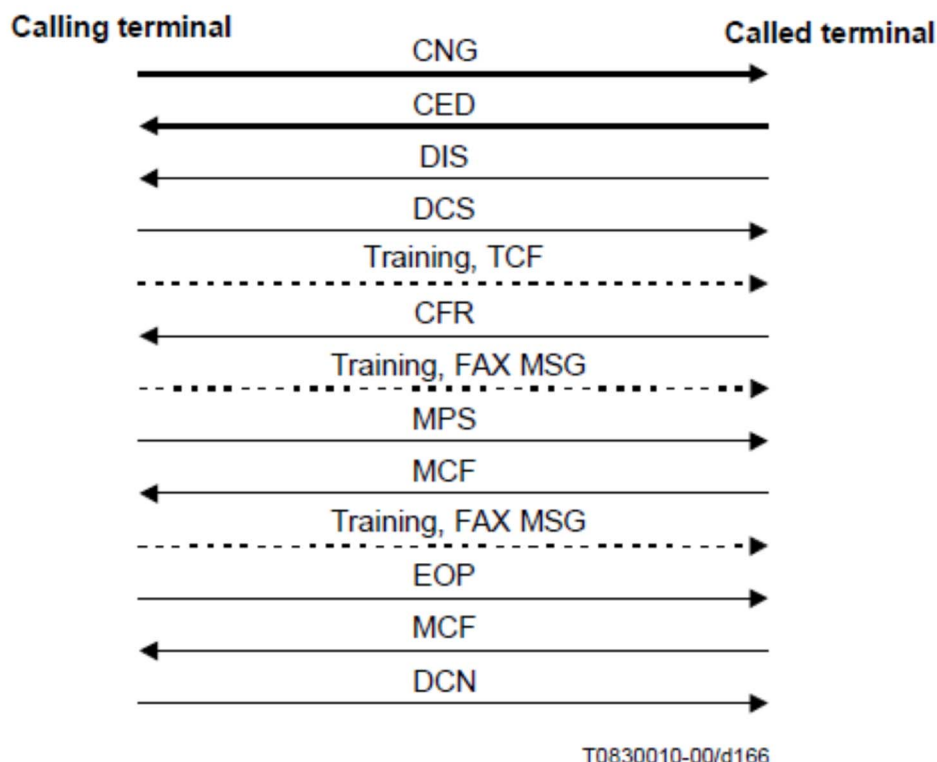 Calling terminal
Called terminal
CNG
CED
DIS
DCS
Training, TCF
CFR
Training, FAX MSG
MPS
MCF
Training, FAX MSG
EOP
MCF
DCN
T0830010-00/d166